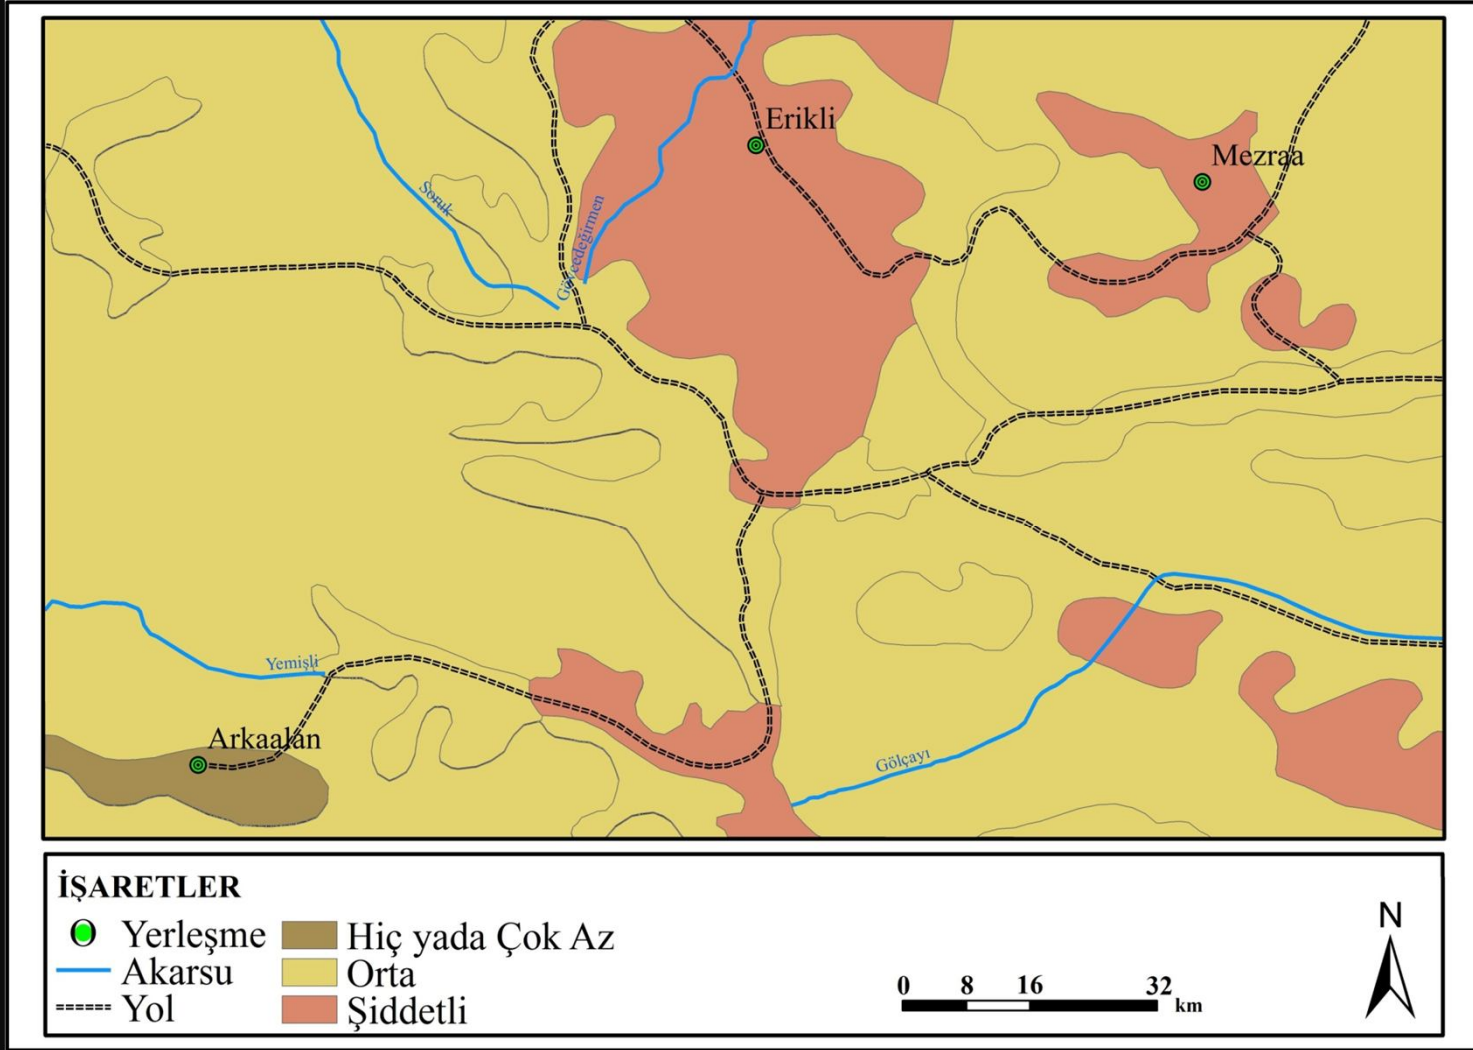 Erikli
Mezraa
Soruk
Gökçedeğirmen
Yemişli
Arkaalan
Gölçayı
İŞARETLER
Yerleşme
Akarsu
Yol
Hiç yada Çok Az
Orta
Şiddetli
0 8 16 32
km
N